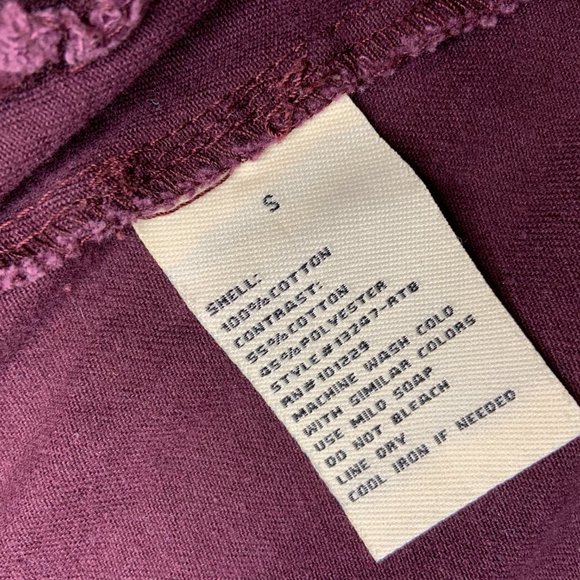 S
SHELL:
100% COTTON
CONTRAST:
55% COTTON
45% POLYESTER
STYLE# 13247-RTB
RN# 101229
MACHINE WASH COLD
WITH SIMILAR COLORS
USE MILD SOAP
DO NOT BLEACH
LINE DRY
COOL IRON IF NEEDED